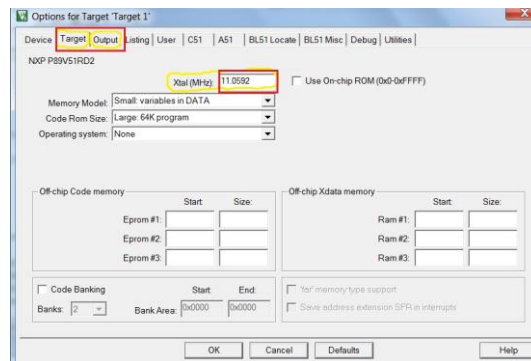 Options for Target 'Target 1'
Device Target Output Listing User C51 A51 BL51 Locate BL51 Misc Debug Utilities
NXP P89V51RD2
Xtal (MHz): 11.0592 Use On-chip ROM (0x0-0xFFFF)
Memory Model: Small: variables in DATA
Code Rom Size: Large: 64K program
Operating system: None
Off-chip Code memory Off-chip Xdata memory
Start Size: Start Size:
Eprom #1: Ram #1:
Eprom #2: Ram #2:
Eprom #3: Ram #3:
Code Banking Start End: 'far' memory type support
Banks: 2 Bank Area: 0x0000 0x0000 Save address extension SFR in interrupts
OK Cancel Defaults Help